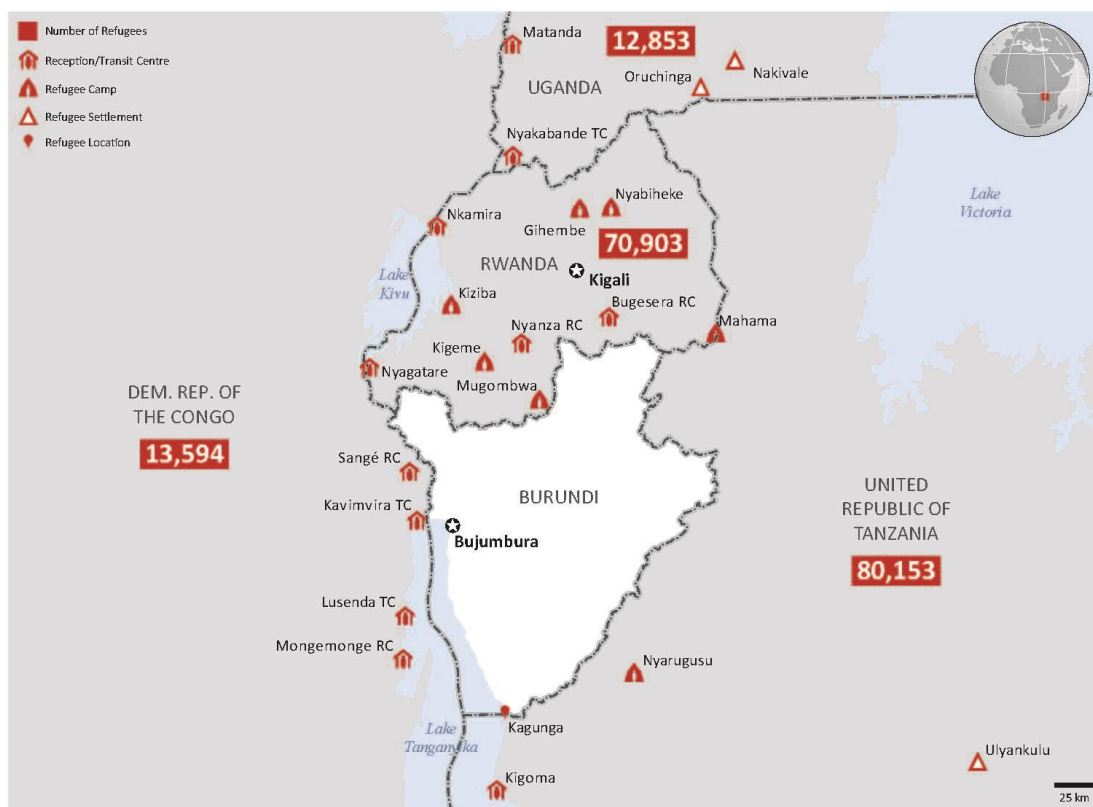 Number of Refugees
Reception/Transit Centre
Refugee Camp
Refugee Settlement
Refugee Location
Matanda
12,853
Nakivale
Oruchinga
UGANDA
Nyakabande TC
Lake
Victoria
Nyabiheke
Nkamira
Gihembe
70,903
RWANDA
Kigali
Lake
Kivu
Kiziba
Bugesera RC
Nyanza RC
Mahama
Kigeme
Nyagatare
Mugombwa
DEM. REP. OF
THE CONGO
13,594
Sangé RC
BURUNDI
UNITED
REPUBLIC OF
TANZANIA
80,153
Kavimvira TC
Bujumbura
Lusenda TC
Mongemonge RC
Nyarugusu
Kagunga
Lake
Tanganyika
Ulyankulu
Kigoma
25 km